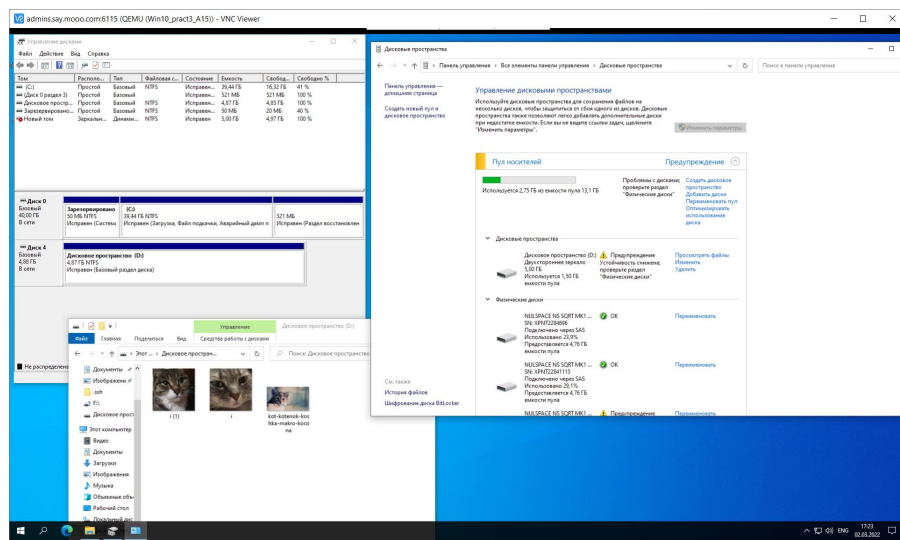 admins.say.mooo.com:6115 (QEMU (Win10_pract3_A15)) - VNC Viewer
Управление дисками
Файл Действие Вид Справка
Том Располо... Тип Файловая с... Состояние Емкость Свобод... Свободно %
(C:) Простой Базовый NTFS Исправен... 39,44 ГБ 16,32 ГБ 41 %
(Диск 0 раздел 3) Простой Базовый Исправен... 521 МБ 521 МБ 100 %
Дисковое простр... Простой Базовый NTFS Исправен... 4,87 ГБ 4,85 ГБ 100 %
Зарезервировано... Простой Базовый NTFS Исправен... 50 МБ 20 МБ 40 %
Новый том Зеркальн... Динами... NTFS Исправен 5,00 ГБ 4,97 ГБ 100 %
Диск 0
Базовый
40,00 ГБ
В сети
Зарезервировано
50 МБ NTFS
Исправен (Система
(C:)
39,44 ГБ NTFS
Исправен (Загрузка, Файл подкачки, Аварийный дамп п
521 МБ
Исправен (Раздел восстановлен
Диск 4
Базовый
4,88 ГБ
В сети
Дисковое пространство (D:)
4,87 ГБ NTFS
Исправен (Базовый раздел диска)
Не распределена
Управление
Дисковое пространство (D:)
Файл Главная Поделиться Вид Средства работы с дисками
Этот ... › Дисковое простран...
Поиск: Дисковое пространство
Документы
Изображени
.ssh
F:\
Дисковое прост
Этот компьютер
Видео
Документы
Загрузки
Изображения
Музыка
Объемные объ
Рабочий стол
Локальный дис
i (1)
i
kot-kotenok-kos
hka-makro-korzi
na
Дисковые пространства
Панель управления › Все элементы панели управления › Дисковые пространства
Поиск в панели управления
Панель управления —
домашняя страница
Создать новый пул и
дисковое пространство
См. также
История файлов
Шифрование диска BitLocker
Управление дисковыми пространствами
Используйте дисковые пространства для сохранения файлов на
нескольких дисков, чтобы защититься от сбоя одного из дисков. Дисковые
пространства также позволяют легко добавлять дополнительные диски
при недостатке емкости. Если вы не видите ссылки задач, щелкните
"Изменить параметры".
Изменить параметры
Пул носителей
Предупреждение
Используется 2,75 ТБ из емкости пула 13,1 ГБ
Проблемы с дисками;
проверьте раздел
"Физические диски"
Создать дисковое
пространство
Добавить диски
Переименовать пул
Оптимизировать
использование
диска
Дисковые пространства
Дисковое пространство (D:)
Двухстороннее зеркало
5,00 ГБ
Используется 1,50 ГБ
емкости пула
Предупреждение
Устойчивость снижена;
проверьте раздел
"Физические диски"
Просмотреть файлы
Изменить
Удалить
Физические диски
NULSPACE NS SQRT MK1 ...
SN: XPNT2284696
Подключено через SAS
Использовано 23,9%
Предоставляется 4,76 ГБ
емкости пула
OK
Переименовать
NULSPACE NS SQRT MK1 ...
SN: XPNT22841115
Подключено через SAS
Использовано 29,1%
Предоставляется 4,76 ГБ
емкости пула
OK
Переименовать
NULSPACE NS SQRT MK1 ...
Предупреждение
Переименовать
ENG
17:23
02.03.2022